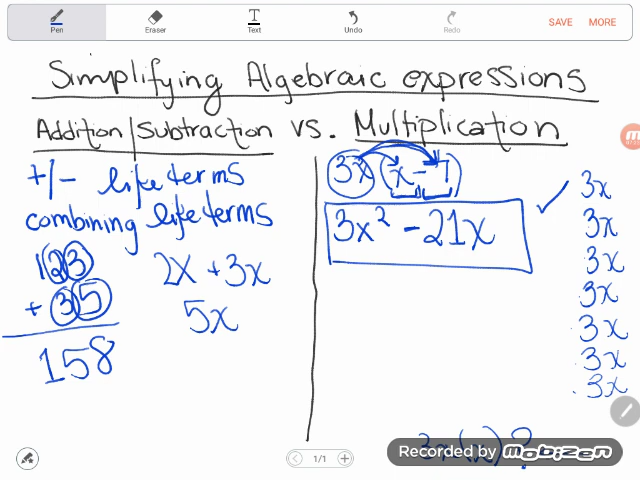 Pen Eraser Text Undo Redo SAVE MORE
Simplifying Algebraic expressions
Addition/Subtraction vs. Multiplication
+/- like terms
combining like terms
123
+ 35
158
2x + 3x
5x
3x (x - 7)
3x² - 21x
3x
3x
3x
3x
3x
3x
3x
1/1
?
Recorded by
mobizen